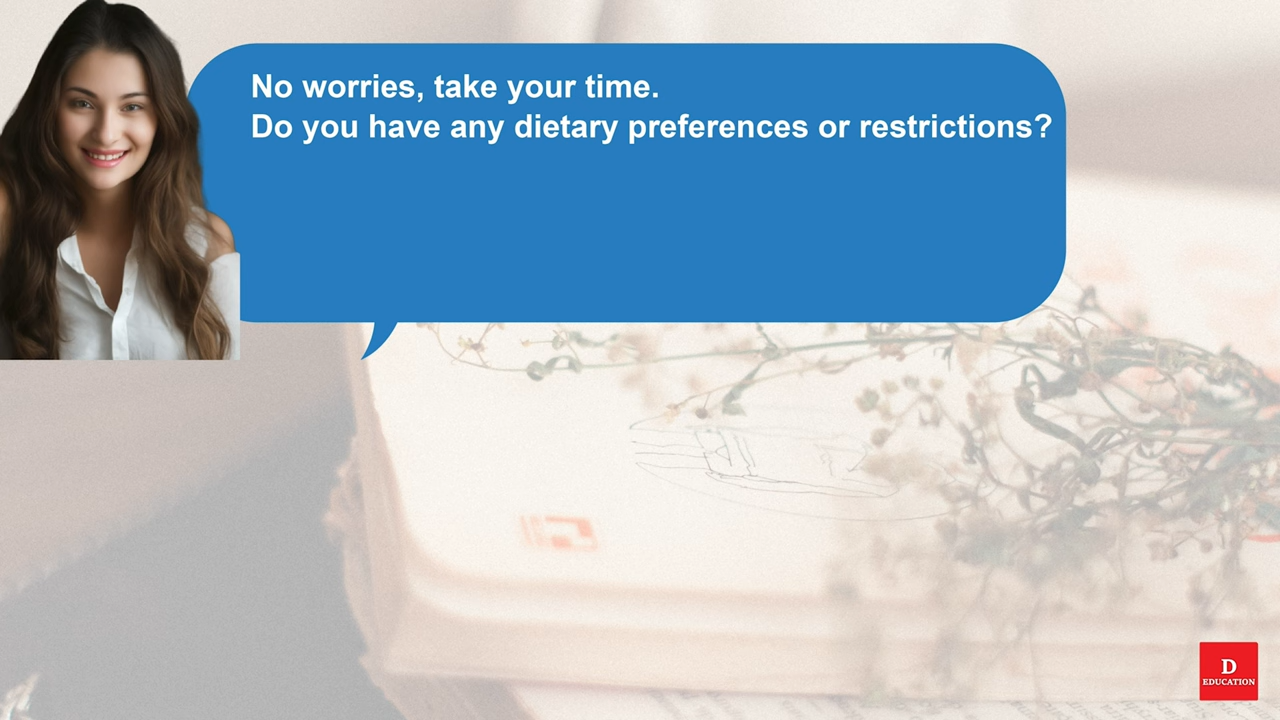 No worries, take your time.
Do you have any dietary preferences or restrictions?
D
EDUCATION